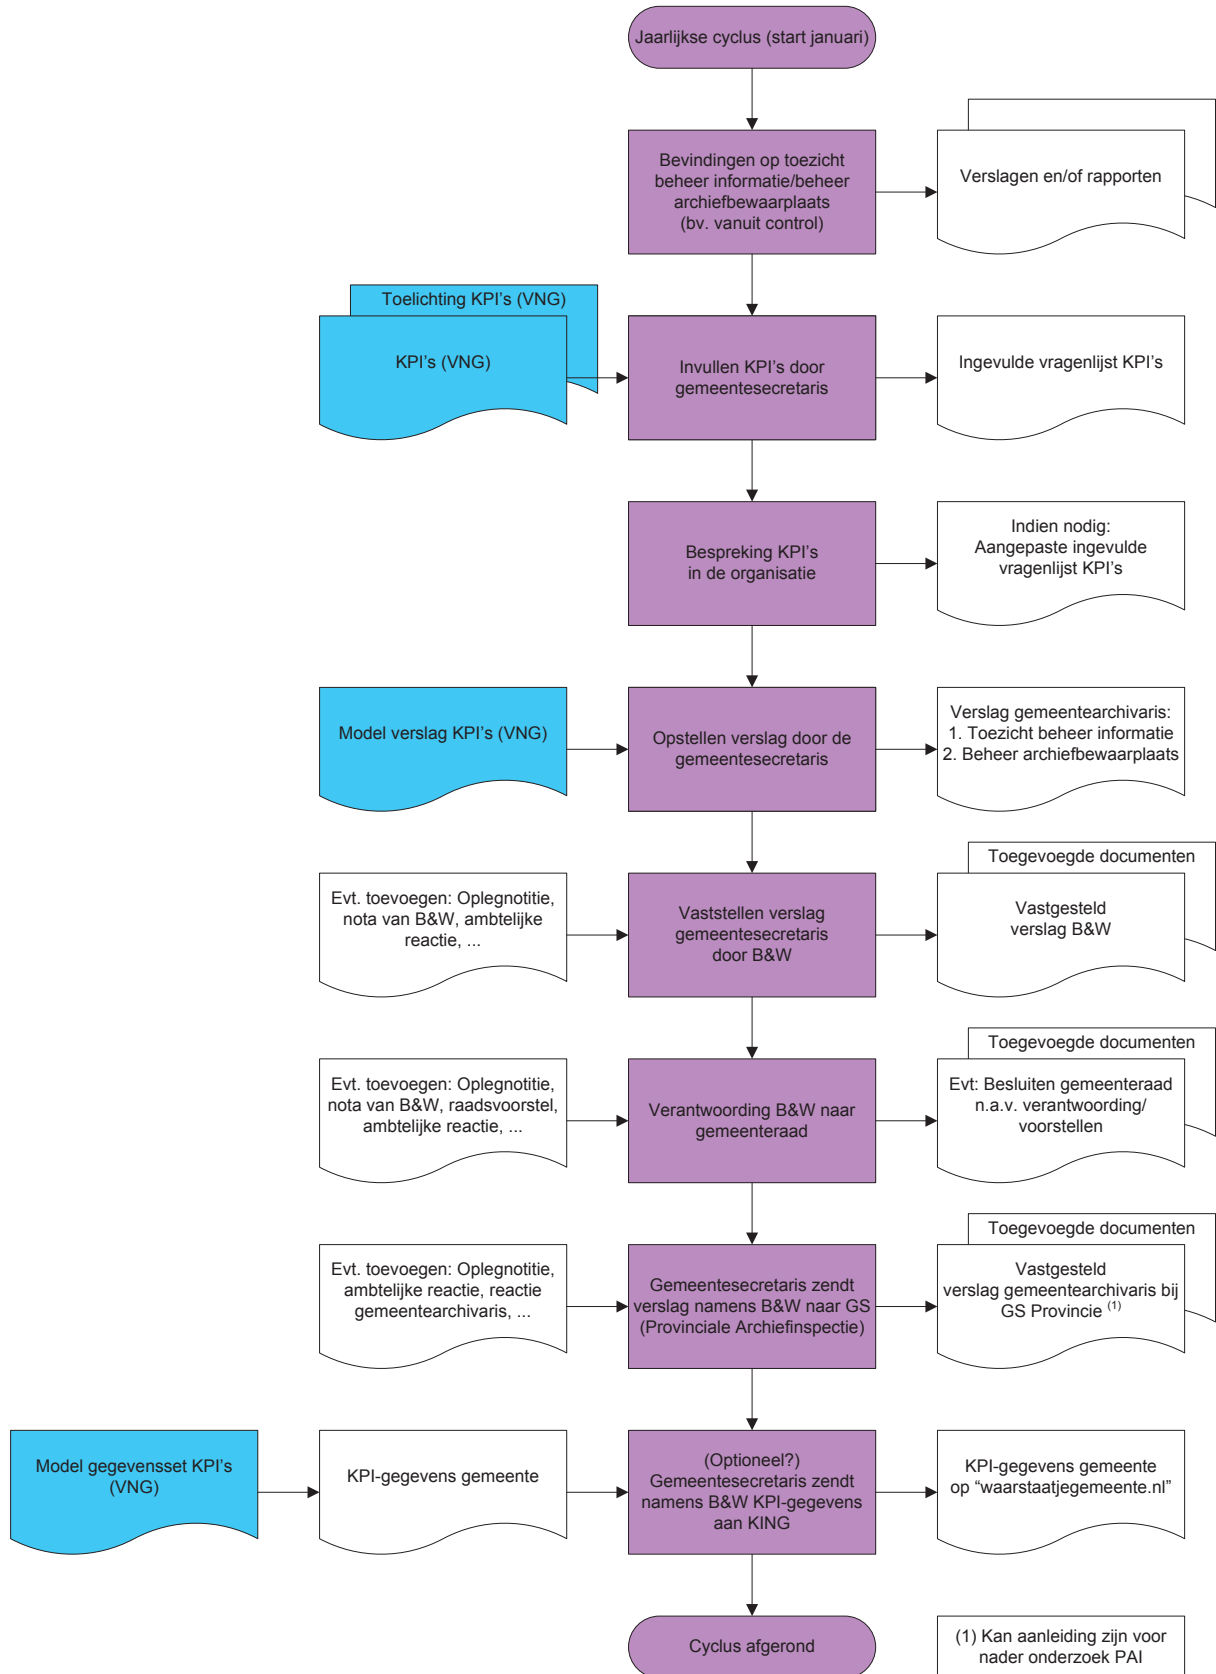 Jaarlijkse cyclus (start januari)
Bevindingen op toezicht
beheer informatie/beheer
archiefbewaarplaats
(bv. vanuit control)
Verslagen en/of rapporten
Toelichting KPI's (VNG)
KPI's (VNG)
Invullen KPI's door
gemeentesecretaris
Ingevulde vragenlijst KPI's
Bespreking KPI's
in de organisatie
Indien nodig:
Aangepaste ingevulde
vragenlijst KPI's
Model verslag KPI's (VNG)
Opstellen verslag door de
gemeentesecretaris
Verslag gemeentearchivaris:
1. Toezicht beheer informatie
2. Beheer archiefbewaarplaats
Evt. toevoegen: Oplegnotitie,
nota van B&W, ambtelijke
reactie, ...
Vaststellen verslag
gemeentesecretaris
door B&W
Toegevoegde documenten
Vastgesteld
verslag B&W
Evt. toevoegen: Oplegnotitie,
nota van B&W, raadsvoorstel,
ambtelijke reactie, ...
Verantwoording B&W naar
gemeenteraad
Toegevoegde documenten
Evt: Besluiten gemeenteraad
n.a.v. verantwoording/
voorstellen
Evt. toevoegen: Oplegnotitie,
ambtelijke reactie, reactie
gemeentearchivaris, ...
Gemeentesecretaris zendt
verslag namens B&W naar GS
(Provinciale Archiefinspectie)
Toegevoegde documenten
Vastgesteld
verslag gemeentearchivaris bij
GS Provincie (1)
Model gegevensset KPI's
(VNG)
KPI-gegevens gemeente
(Optioneel?)
Gemeentesecretaris zendt
namens B&W KPI-gegevens
aan KING
KPI-gegevens gemeente
op “waarstaatjegemeente.nl”
Cyclus afgerond
(1) Kan aanleiding zijn voor
nader onderzoek PAI